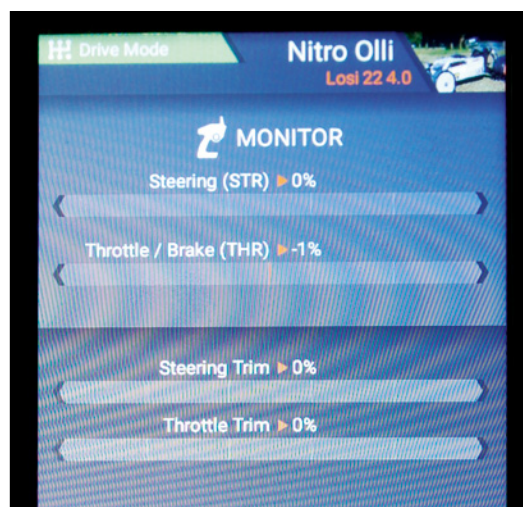 Drive Mode
Nitro Olli
Losi 22 4.0
MONITOR
Steering (STR) ▶ 0%
Throttle / Brake (THR) ▶ -1%
Steering Trim ▶ 0%
Throttle Trim ▶ 0%